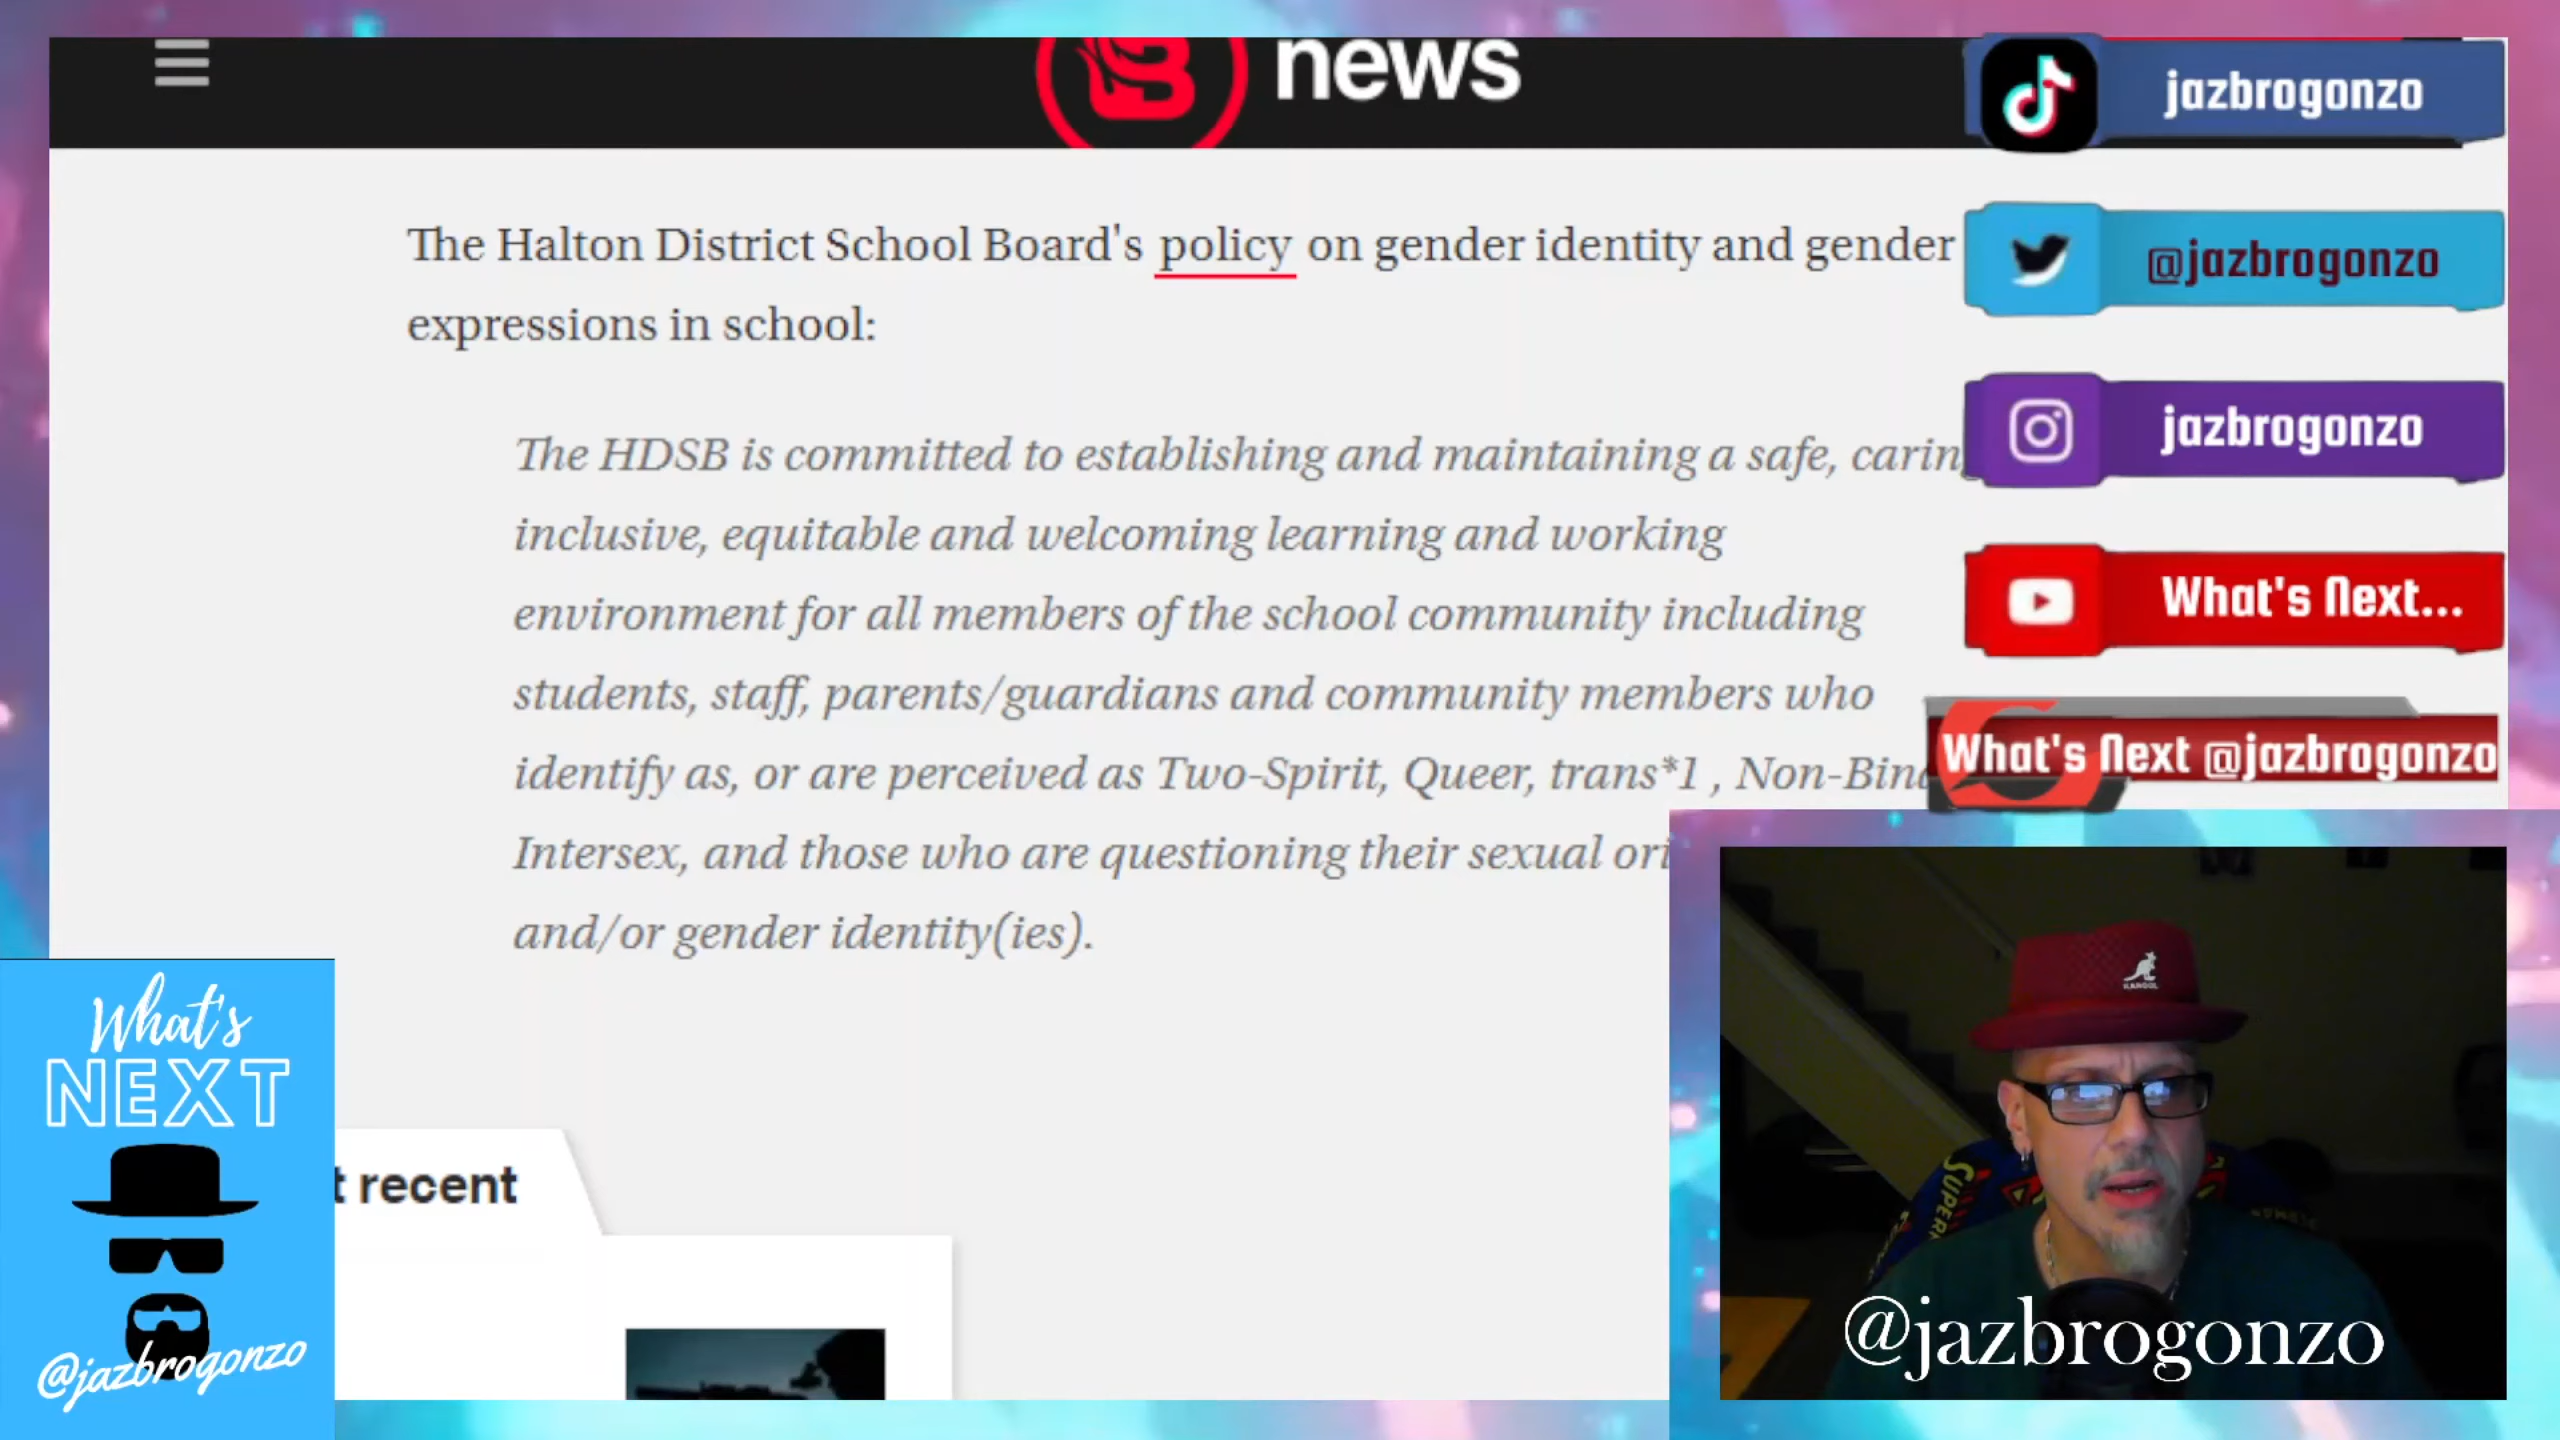 news
The Halton District School Board's policy on gender identity and gender
expressions in school:
The HDSB is committed to establishing and maintaining a safe, caring
inclusive, equitable and welcoming learning and working
environment for all members of the school community including
students, staff, parents/guardians and community members who
identify as, or are perceived as Two-Spirit, Queer, trans*1 , Non-Bina
Intersex, and those who are questioning their sexual ori
and/or gender identity(ies).
t recent
jazbrogonzo
@jazbrogonzo
jazbrogonzo
What's Next...
What's Next @jazbrogonzo
What's
NEXT
@jazbrogonzo
KANGOL
SUPER
@jazbrogonzo